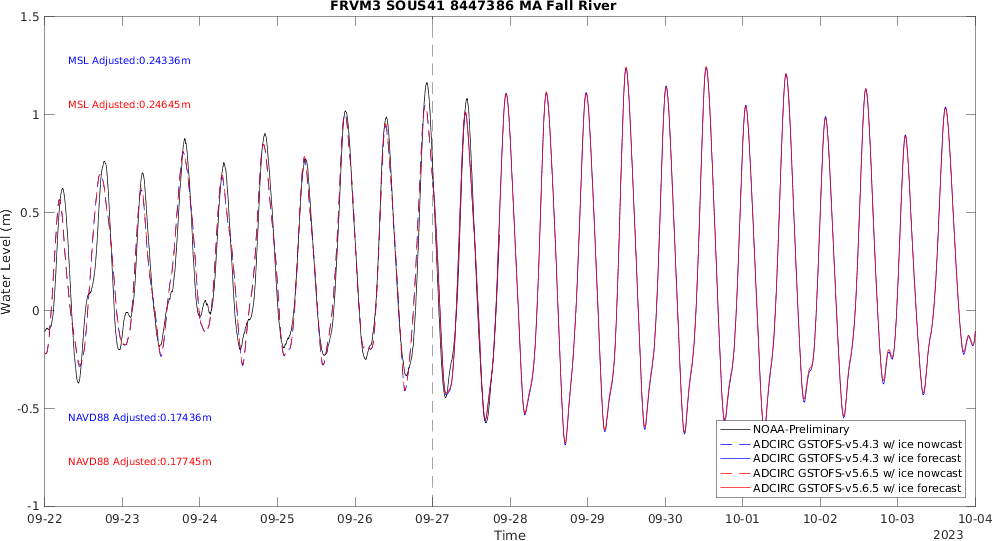 FRVM3 SOUS41 8447386 MA Fall River
1.5
MSL Adjusted:0.24336m
MSL Adjusted:0.24645m
1
0.5
Water Level (m)
0
-0.5
NAVD88 Adjusted:0.17436m
NAVD88 Adjusted:0.17745m
NOAA-Preliminary
ADCIRC GSTOFS-v5.4.3 w/ ice nowcast
ADCIRC GSTOFS-v5.4.3 w/ ice forecast
ADCIRC GSTOFS-v5.6.5 w/ ice nowcast
ADCIRC GSTOFS-v5.6.5 w/ ice forecast
-1
09-22 09-23 09-24 09-25 09-26 09-27 09-28 09-29 09-30 10-01 10-02 10-03 10-04
Time
2023